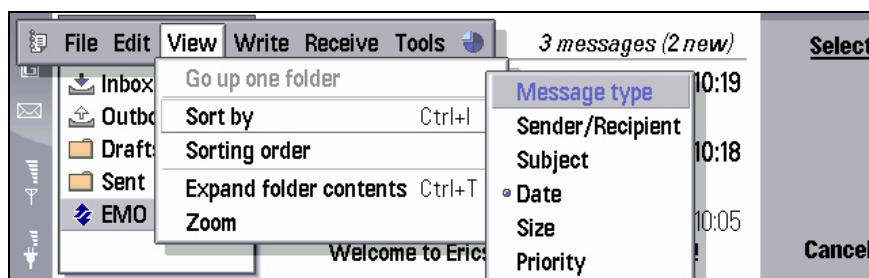 File Edit View Write Receive Tools
3 messages (2 new)
Select
Go up one folder
Inbox
10:19
Message type
Sort by Ctrl+I
Sender/Recipient
Sorting order
Subject
10:18
Sent
Expand folder contents Ctrl+T
Date
EMO
Zoom
Size
10:05
Welcome to Erics
!
Priority
Cancel